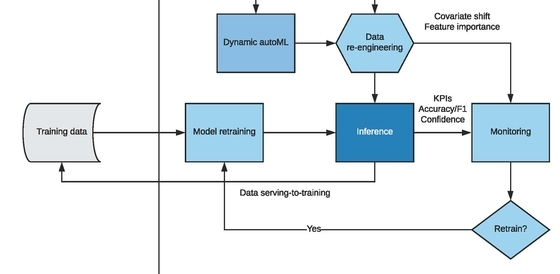 Covariate shift
Feature importance
Dynamic autoML
Data
re-engineering
KPIs
Accuracy/F1
Confidence
Training data
Model retraining
Inference
Monitoring
Data serving-to-training
Yes
Retrain?